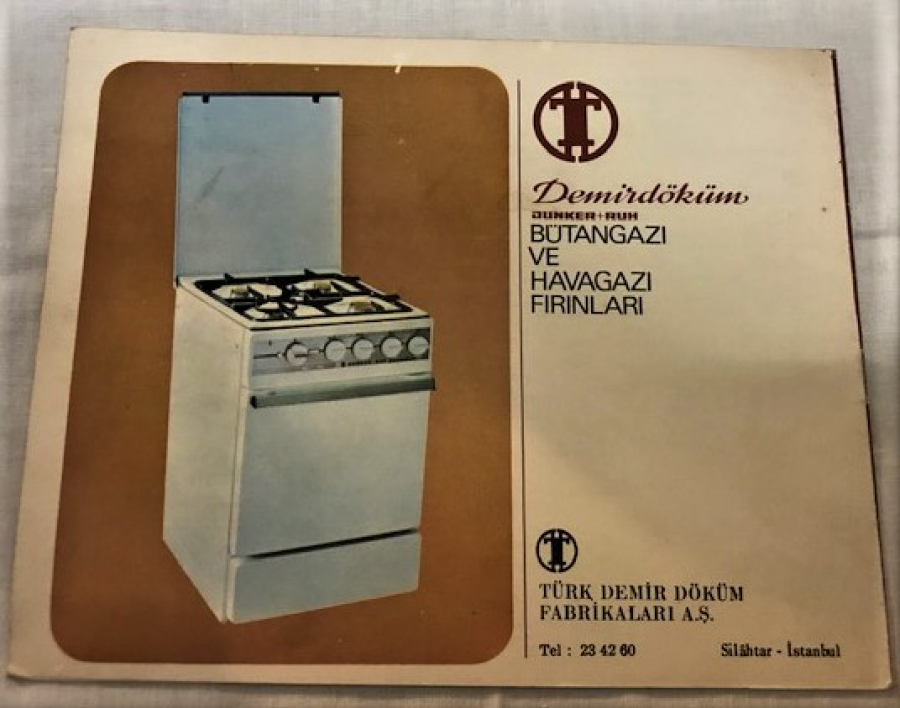 Demirdöküm
JUNKER+RUH
BÜTANGAZI
VE
HAVAGAZI
FIRINLARI
TÜRK DEMİR DÖKÜM
FABRİKALARI A.Ş.
Tel : 23 42 60 Silâhtar - İstanbul